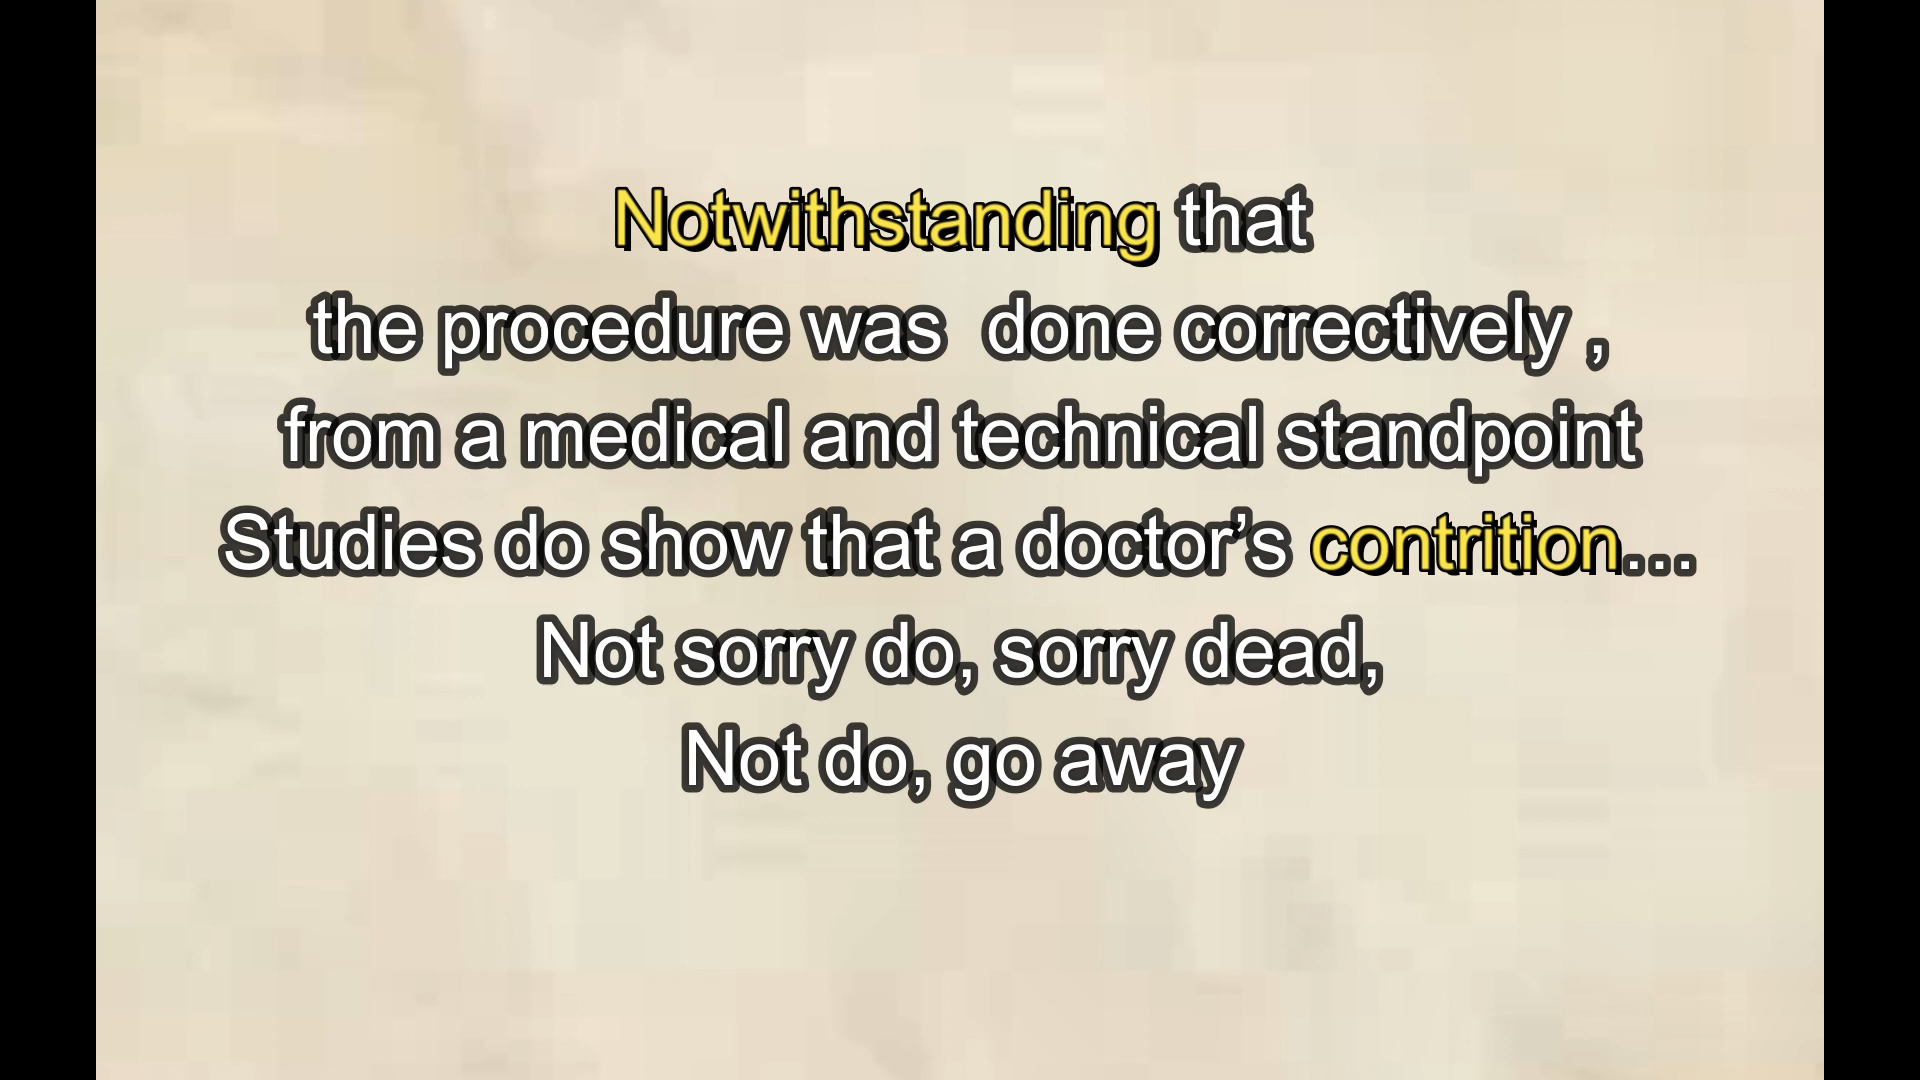 Notwithstanding that
the procedure was  done correctively ,
from a medical and technical standpoint
Studies do show that a doctor’s contrition...
Not sorry do, sorry dead,
Not do, go away